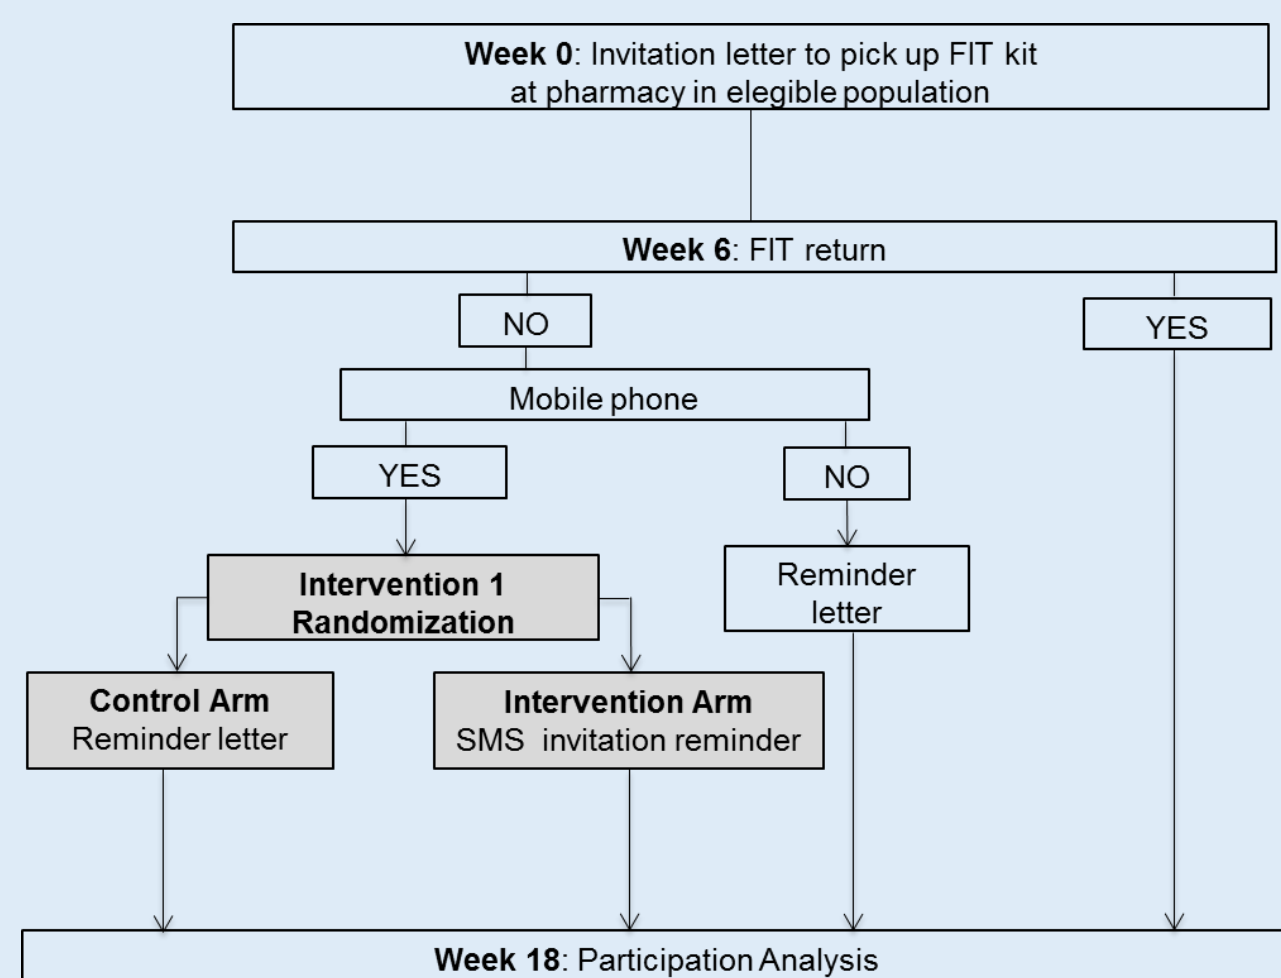 Week 0: Invitation letter to pick up FIT kit
at pharmacy in elegible population
Week 6: FIT return
NO
YES
Mobile phone
YES
NO
Intervention 1
Randomization
Reminder
letter
Control Arm
Reminder letter
Intervention Arm
SMS invitation reminder
Week 18: Participation Analysis